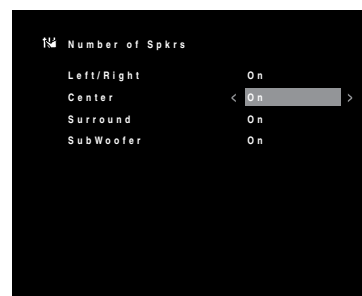 Number of Spkrs
Left/Right On
Center < On >
Surround On
SubWoofer On